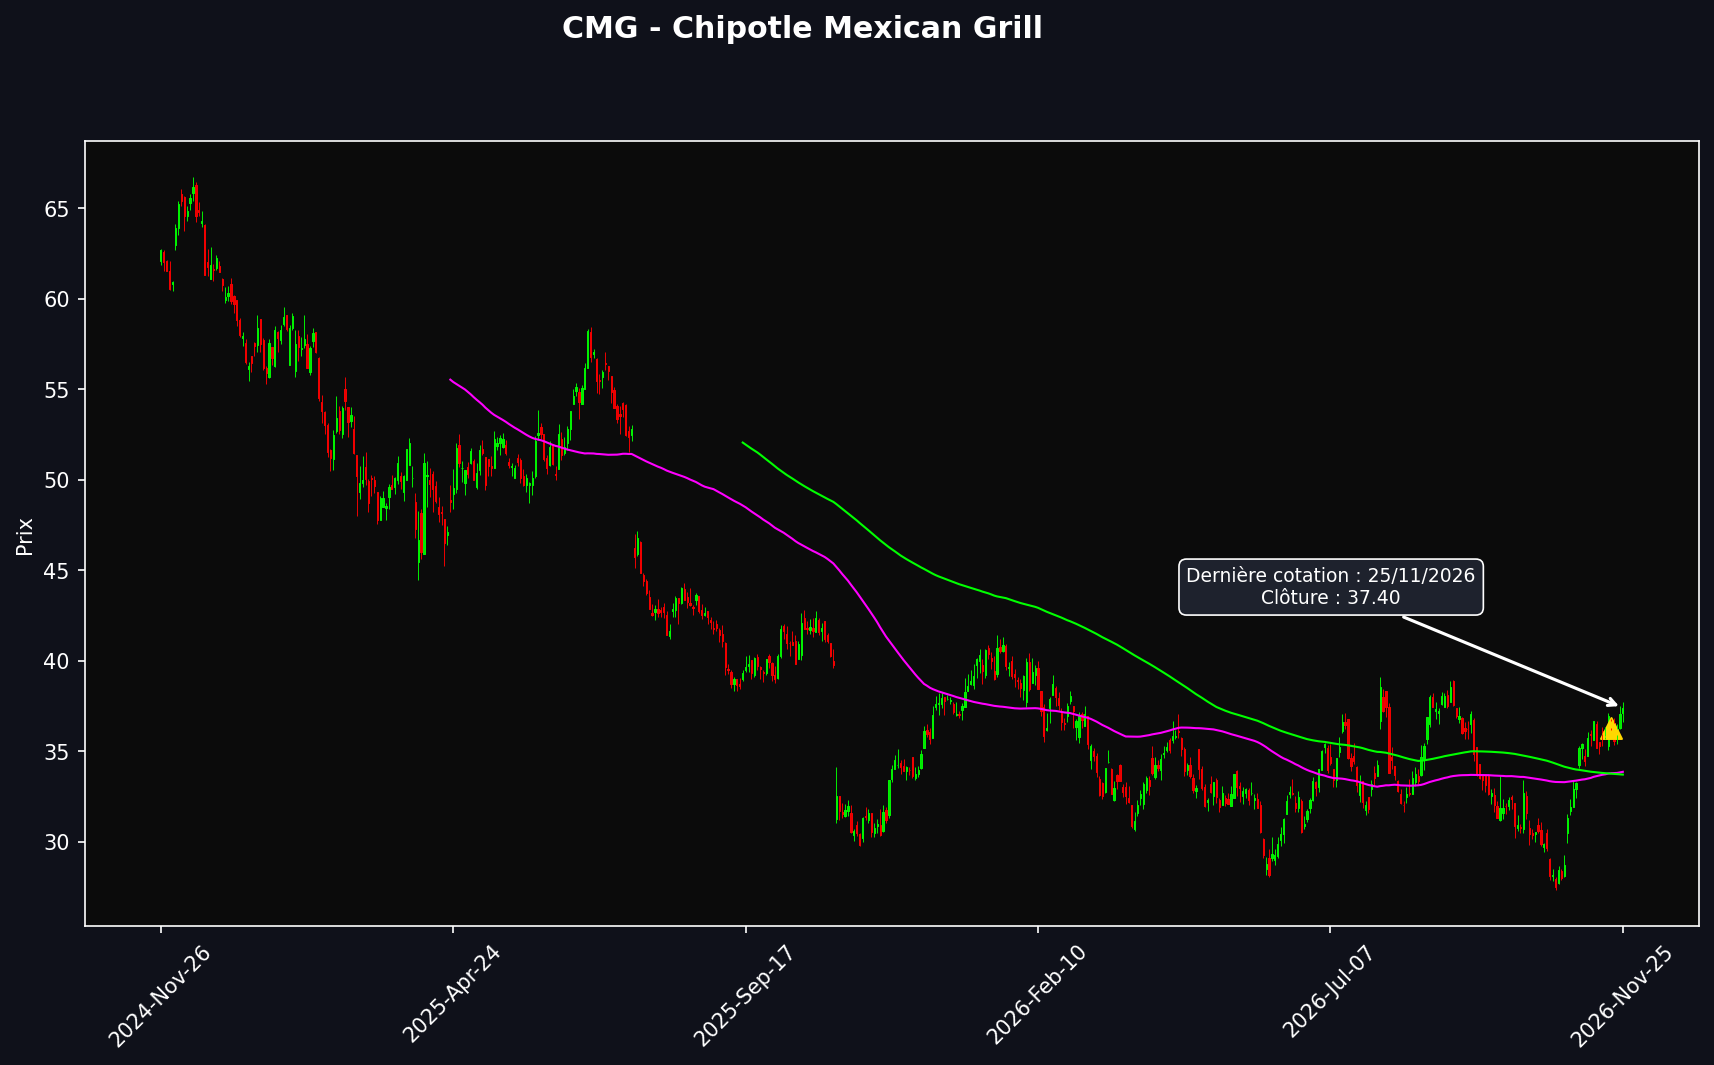 CMG - Chipotle Mexican Grill
Prix
65
60
55
50
45
40
35
30
Dernière cotation : 25/11/2026
Clôture : 37.40
2024-Nov-26
2025-Apr-24
2025-Sep-17
2026-Feb-10
2026-Jul-07
2026-Nov-25